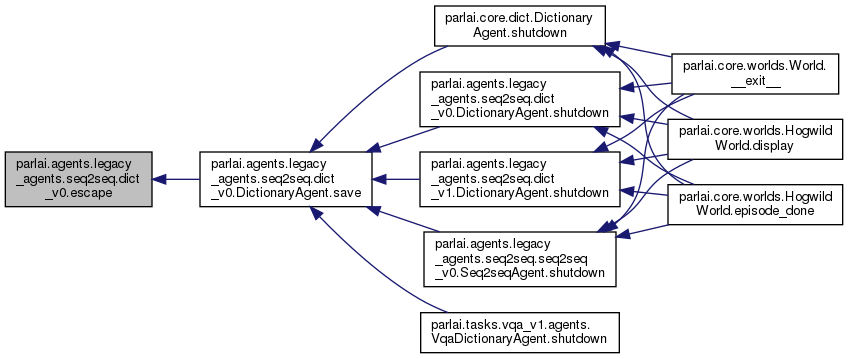 parlai.agents.legacy
_agents.seq2seq.dict
_v0.escape
parlai.agents.legacy
_agents.seq2seq.dict
_v0.DictionaryAgent.save
parlai.core.dict.Dictionary
Agent.shutdown
parlai.agents.legacy
_agents.seq2seq.dict
_v0.DictionaryAgent.shutdown
parlai.agents.legacy
_agents.seq2seq.dict
_v1.DictionaryAgent.shutdown
parlai.agents.legacy
_agents.seq2seq.seq2seq
_v0.Seq2seqAgent.shutdown
parlai.tasks.vqa_v1.agents.
VqaDictionaryAgent.shutdown
parlai.core.worlds.World.
__exit__
parlai.core.worlds.Hogwild
World.display
parlai.core.worlds.Hogwild
World.episode_done